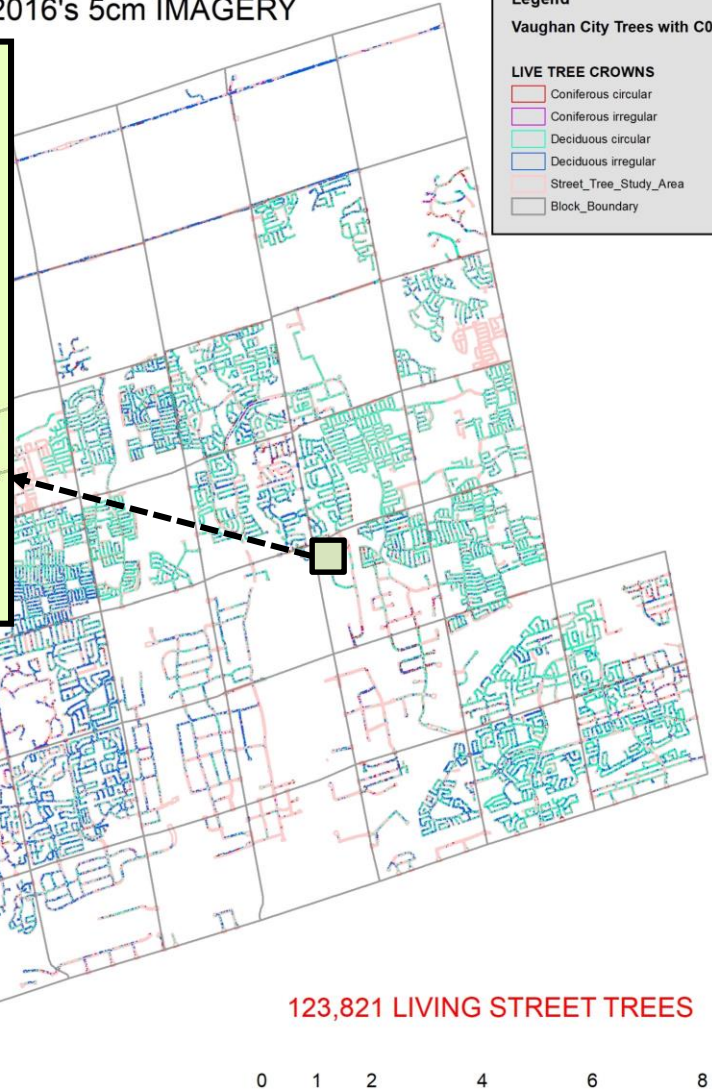 2016's 5cm IMAGERY
Legend
Vaughan City Trees with C0
LIVE TREE CROWNS
Coniferous circular
Coniferous irregular
Deciduous circular
Deciduous irregular
Street_Tree_Study_Area
Block_Boundary
123,821 LIVING STREET TREES
0 1 2 4 6 8